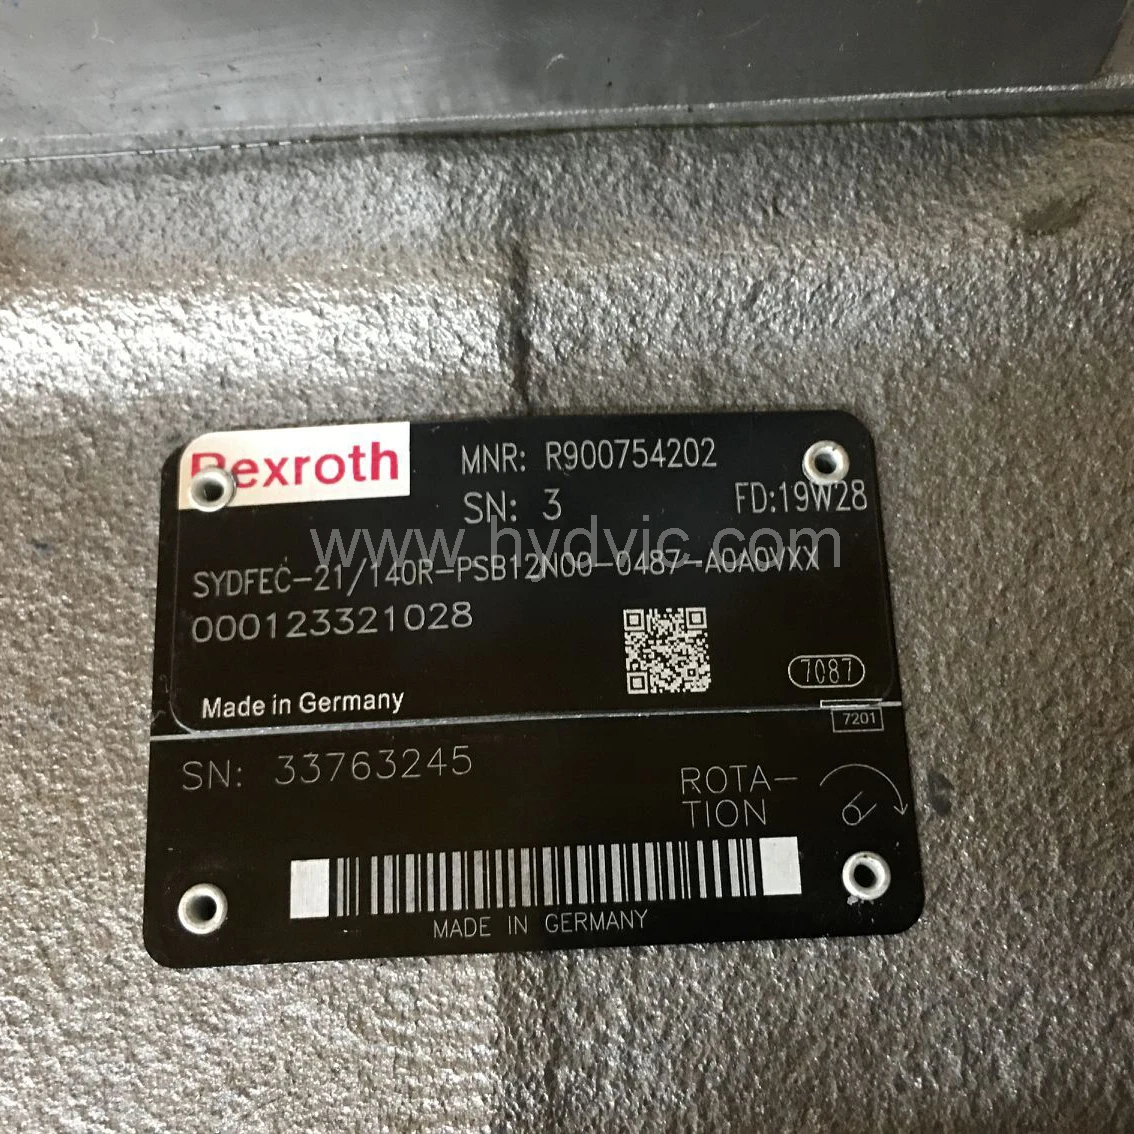 Rexroth
MNR: R900754202
SN: 3
FD:19W28
www.hydvic.com
SYDFEC-21/140R-PSB12N00-0487-A0A0VXX
000123321028
7087
Made in Germany
7201
SN: 33763245
ROTA-
TION
MADE IN GERMANY